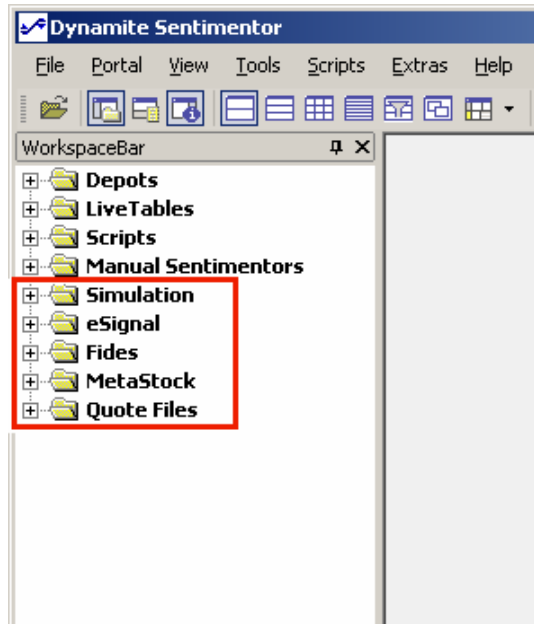 Dynamite Sentimentor
File Portal View Tools Scripts Extras Help
WorkspaceBar
Depots
LiveTables
Scripts
Manual Sentimentors
Simulation
eSignal
Fides
MetaStock
Quote Files